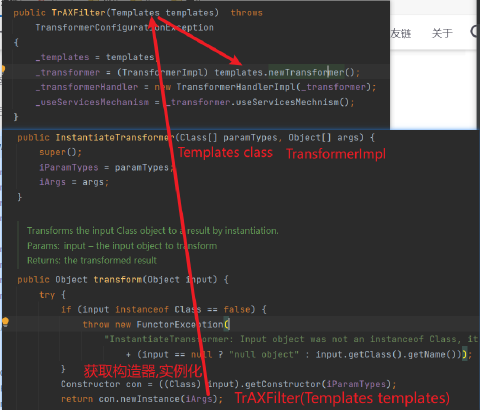 public TrAXFilter(Templates templates)  throws
TransformerConfigurationException
友链 关于
{
_templates = templates;
_transformer = (TransformerImpl) templates.newTransformer();
_transformerHandler = new TransformerHandlerImpl(_transformer);
_useServicesMechanism = _transformer.useServicesMechnism();
}
public InstantiateTransformer(Class[] paramTypes, Object[] args) {
super();
Templates class TransformerImpl
iParamTypes = paramTypes;
iArgs = args;
}
Transforms the input Class object to a result by instantiation.
Params: input – the input object to transform
Returns: the transformed result
public Object transform(Object input) {
try {
if (input instanceof Class == false) {
throw new FunctorException(
"InstantiateTransformer: Input object was not an instanceof Class, it
+ (input == null ? "null object" : input.getClass().getName()));
}
获取构造器,实例化
Constructor con = ((Class) input).getConstructor(iParamTypes);
return con.newInstance(iArgs);
TrAXFilter(Templates templates)